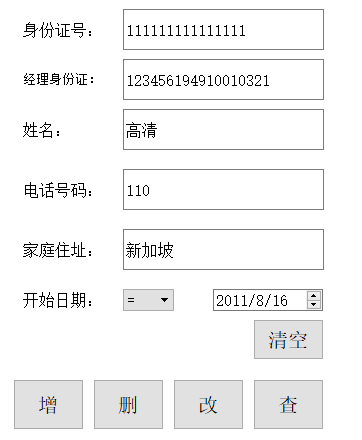 身份证号： 111111111111111
经理身份证： 123456194910010321
姓名： 高清
电话号码： 110
家庭住址： 新加坡
开始日期： = 2011/8/16
清空
增 删 改 查